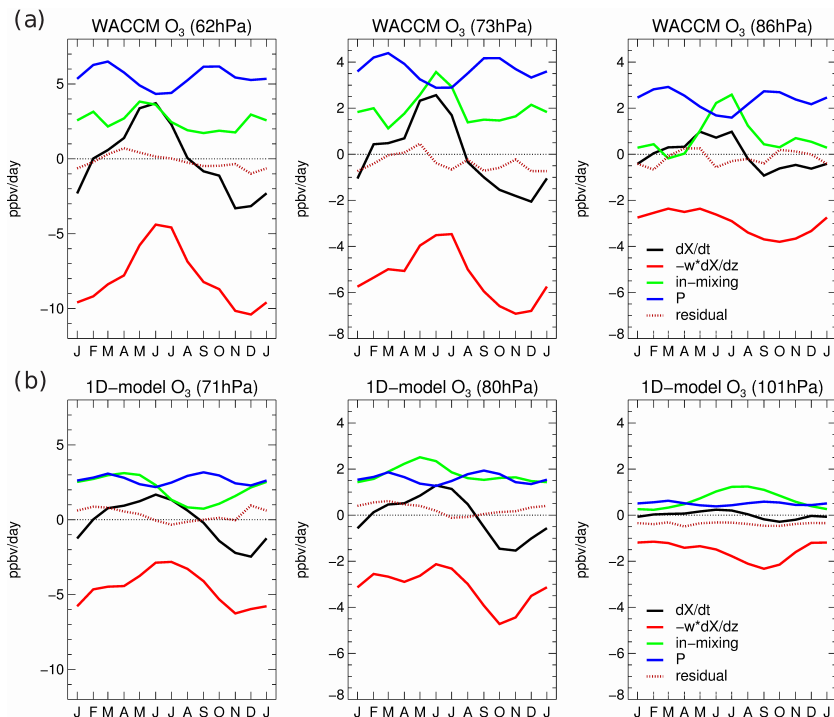 (a)
WACCM O3 (62hPa)
WACCM O3 (73hPa)
WACCM O3 (86hPa)
ppbv/day
5
0
−5
−10
J F M A M J J A S O N D J
ppbv/day
4
2
0
−2
−4
−6
−8
J F M A M J J A S O N D J
ppbv/day
4
2
0
−2
−4
−6
−8
dX/dt
−w*dX/dz
in−mixing
P
residual
J F M A M J J A S O N D J
(b)
1D−model O3 (71hPa)
1D−model O3 (80hPa)
1D−model O3 (101hPa)
ppbv/day
5
0
−5
−10
J F M A M J J A S O N D J
ppbv/day
4
2
0
−2
−4
−6
−8
J F M A M J J A S O N D J
ppbv/day
4
2
0
−2
−4
−6
−8
dX/dt
−w*dX/dz
in−mixing
P
residual
J F M A M J J A S O N D J